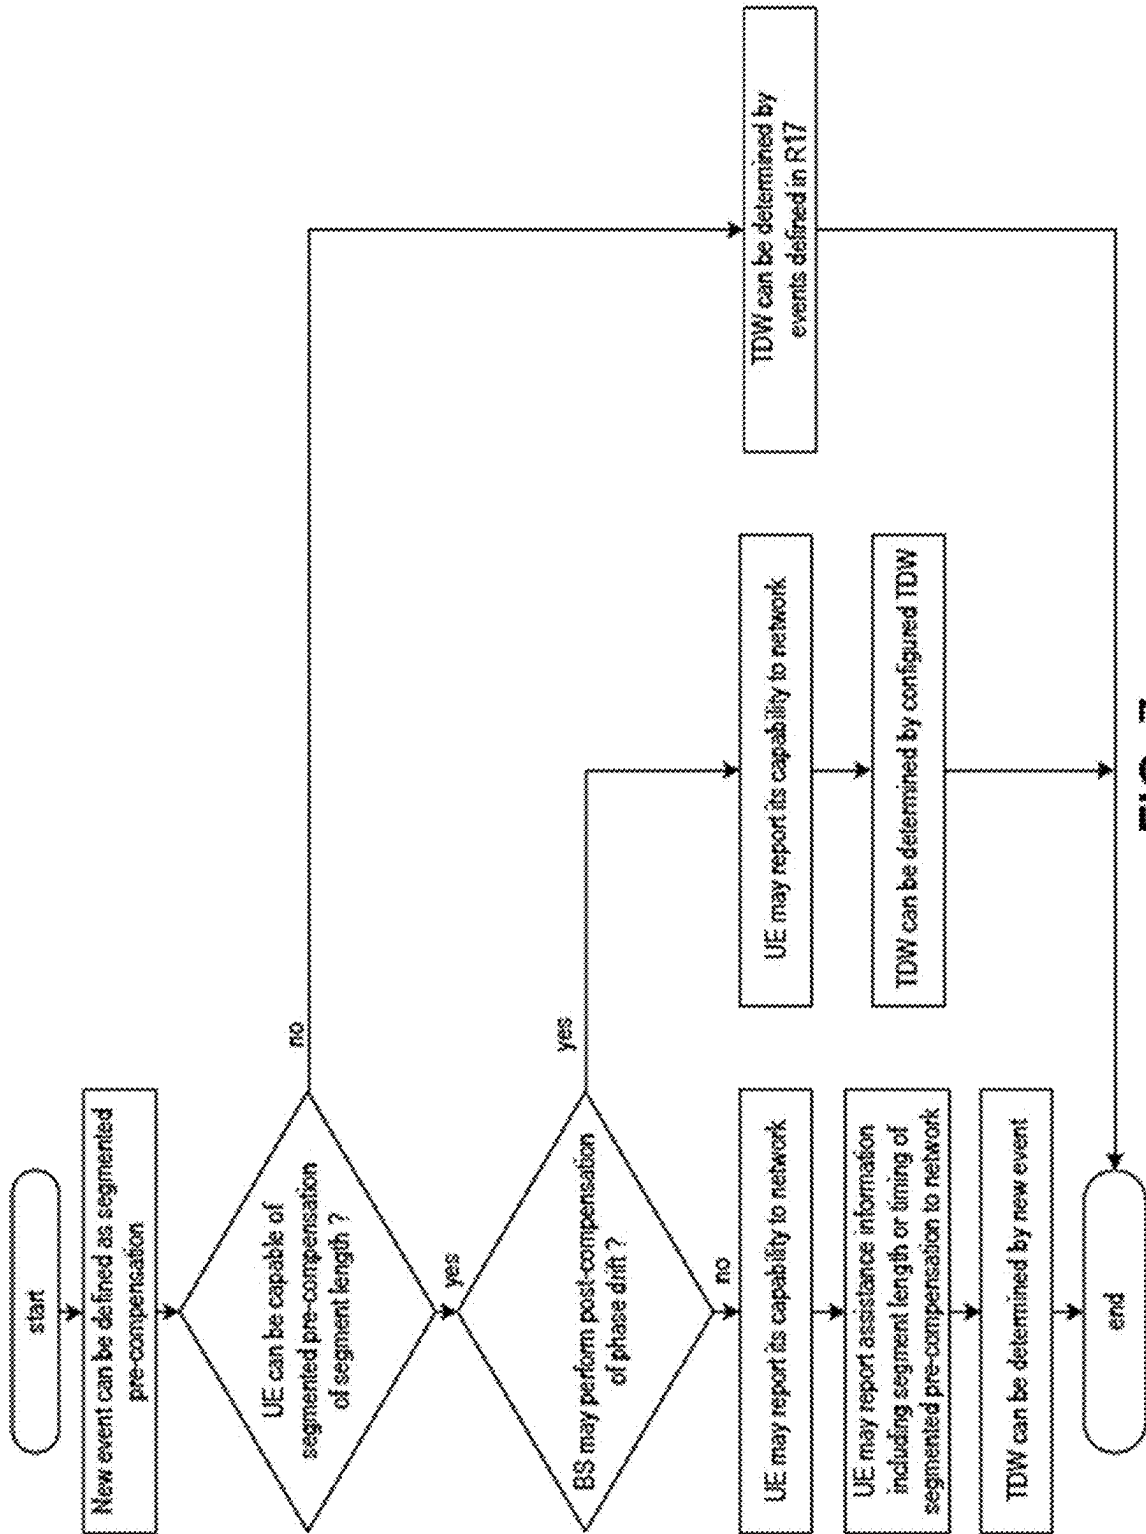 start
New event can be defined as segmented
pre-compensation
UE can be capable of
segmented pre-compensation
of segment length ?
no
yes
BS may perform post-compensation
of phase drift ?
yes
no
UE may report its capability to network
UE may report assistance information
including segment length or timing of
segmented pre-compensation to network
TDW can be determined by new event
UE may report its capability to network
TDW can be determined by configured TDW
TDW can be determined by
events defined in R17
end